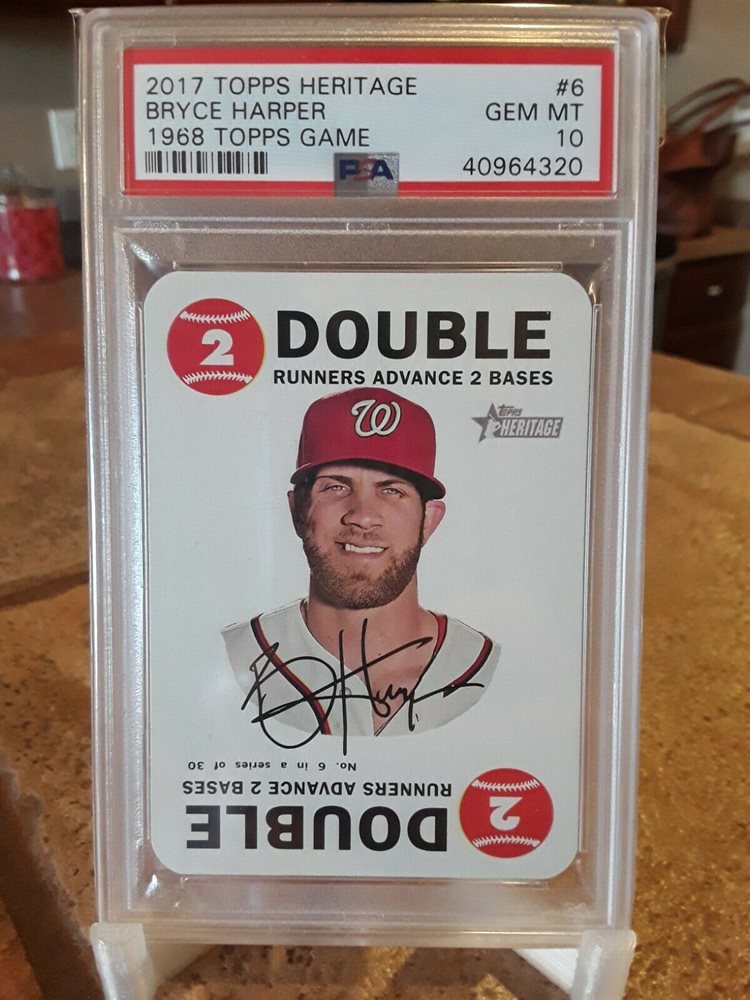 2017 TOPPS HERITAGE #6
BRYCE HARPER GEM MT
1968 TOPPS GAME 10
PSA 40964320
2 DOUBLE
RUNNERS ADVANCE 2 BASES
W
Topps
HERITAGE
No. 6 in a series of 30
RUNNERS ADVANCE 2 BASES
DOUBLE 2